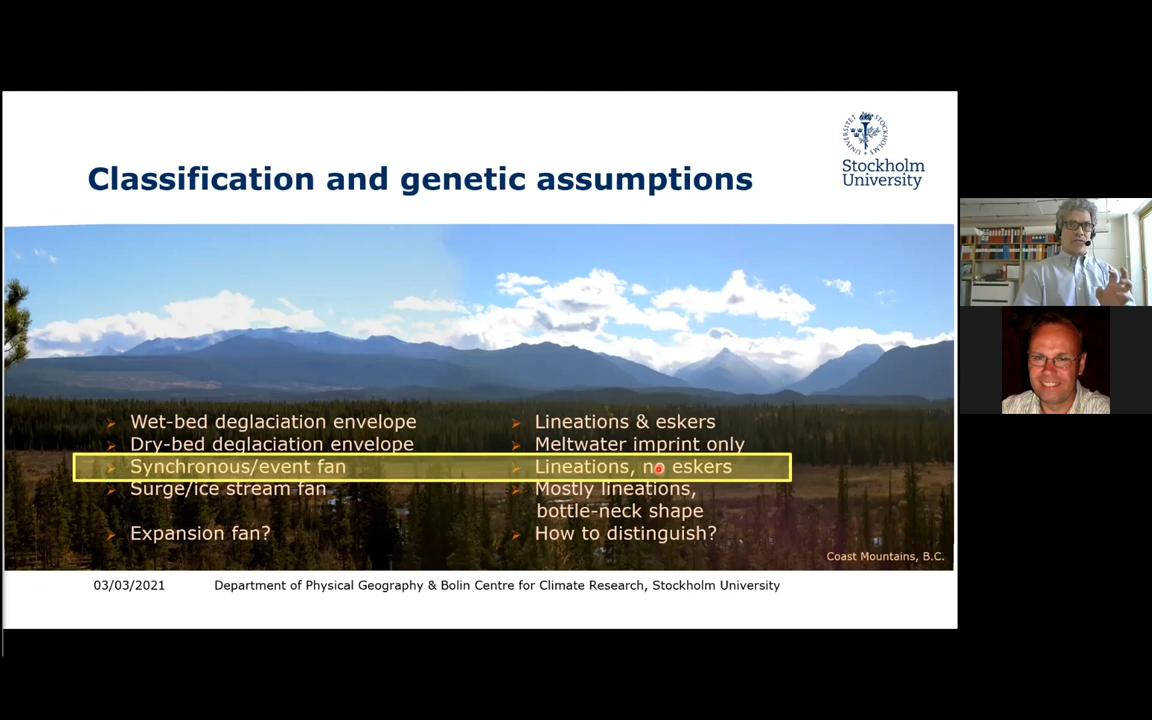 STOCKHOLMS UNIVERSITET
Stockholm
University
Classification and genetic assumptions
Wet-bed deglaciation envelope
Dry-bed deglaciation envelope
Synchronous/event fan
Surge/ice stream fan
Expansion fan?
Lineations & eskers
Meltwater imprint only
Lineations, no eskers
Mostly lineations,
bottle-neck shape
How to distinguish?
Coast Mountains, B.C.
03/03/2021
Department of Physical Geography & Bolin Centre for Climate Research, Stockholm University